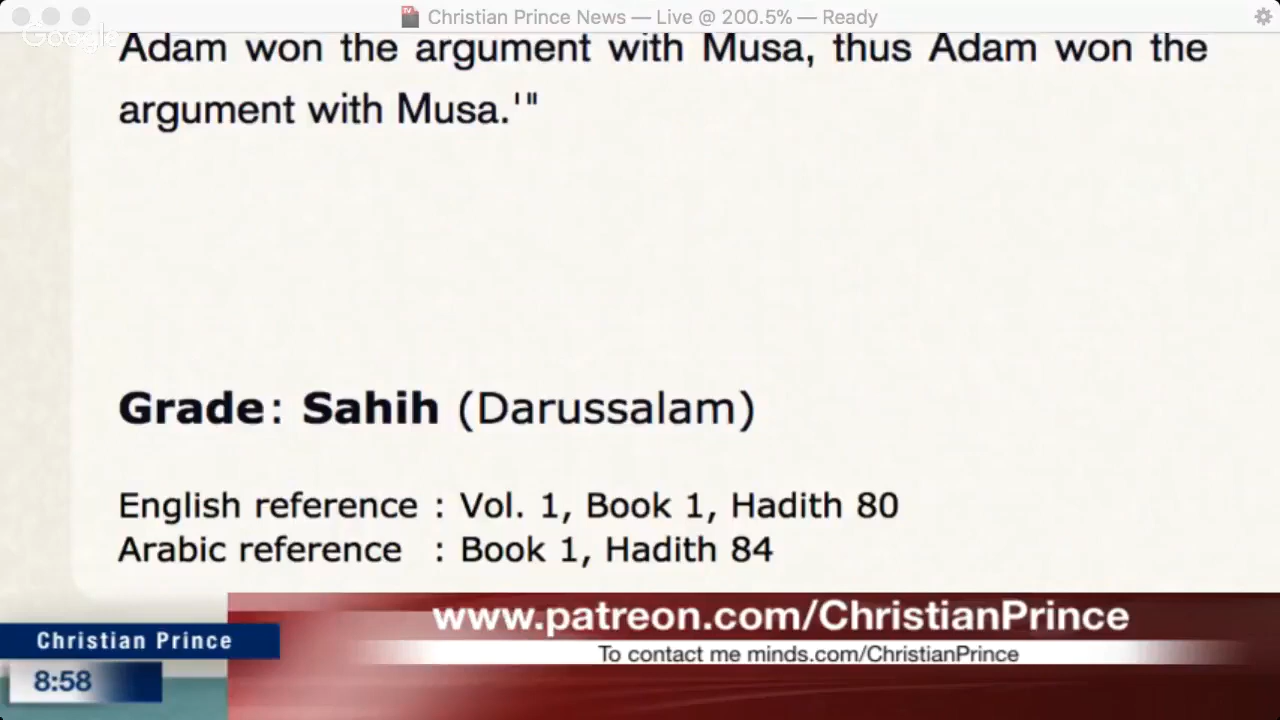 Christian Prince News — Live @ 200.5% — Ready
Google
Adam won the argument with Musa, thus Adam won the
argument with Musa.'"
Grade: Sahih (Darussalam)
English reference : Vol. 1, Book 1, Hadith 80
Arabic reference : Book 1, Hadith 84
www.patreon.com/ChristianPrince
Christian Prince
To contact me minds.com/ChristianPrince
8:58